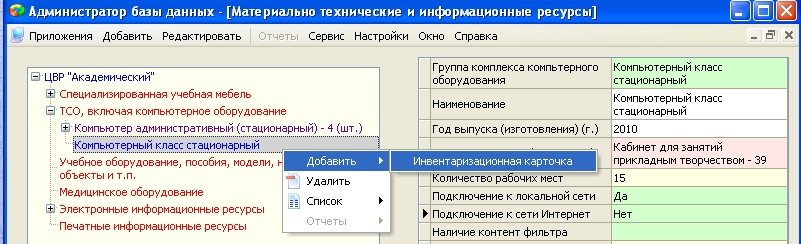 Администратор базы данных - [Материально технические и информационные ресурсы]
Приложения Добавить Редактировать Отчеты Сервис Настройки Окно Справка
ЦВР "Академический"
Специализированная учебная мебель
ТСО, включая компьютерное оборудование
Компьютер административный (стационарный) - 4 (шт.)
Компьютерный класс стационарный
Учебное оборудование, пособия, модели, н
объекты и т.п.
Медицинское оборудование
Электронные информационные ресурсы
Печатные информационные ресурсы
Добавить
Удалить
Список
Отчеты
Инвентаризационная карточка
Группа комплекса компьтерного
оборудования
Компьютерный класс
стационарный
Наименование
Компьютерный класс
стационарный
Год выпуска (изготовления) (г.) 2010
Кабинет для занятий
прикладным творчеством - 39
Количество рабочих мест 15
Подключение к локальной сети Да
Подключение к сети Интернет Нет
Наличие контент фильтра